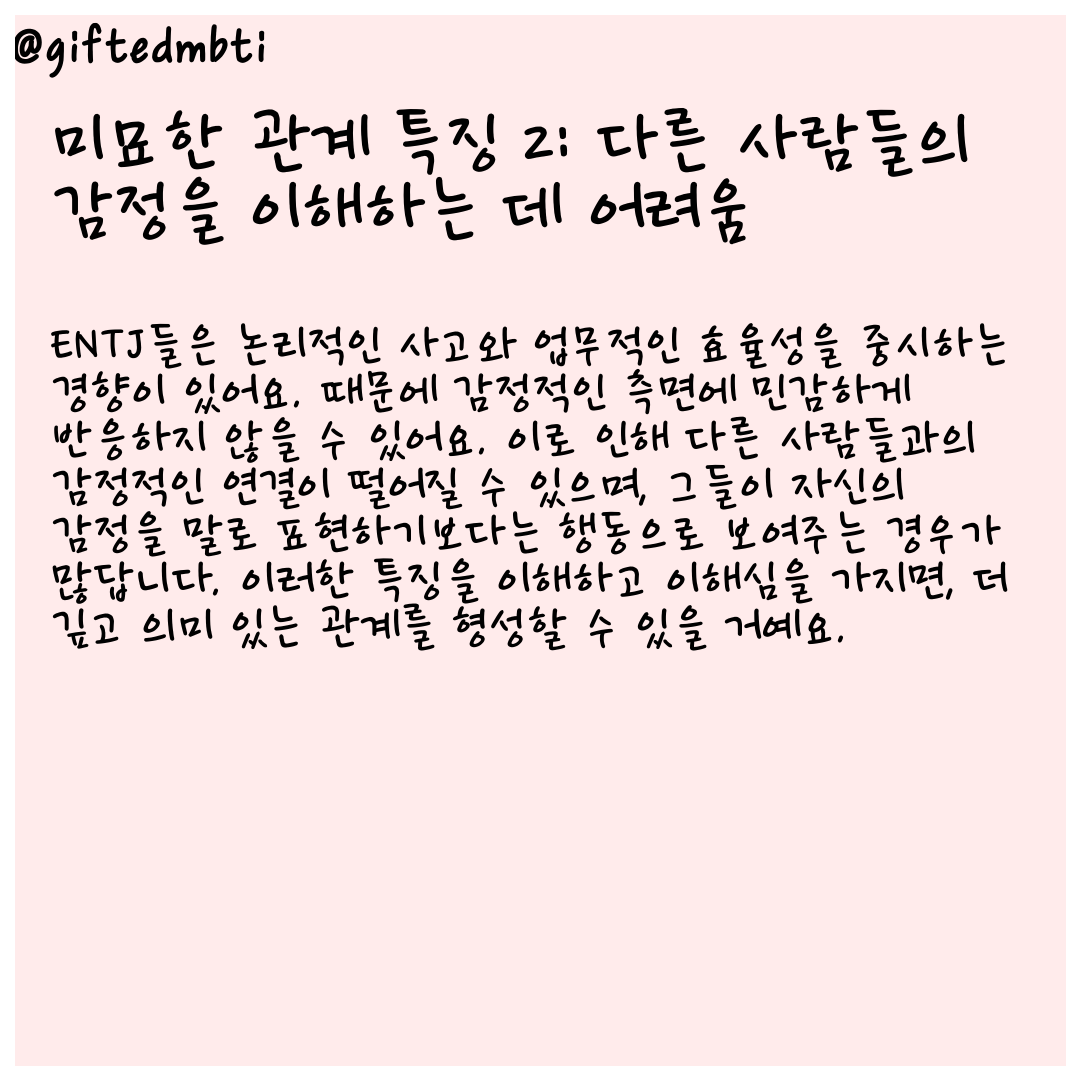 @giftedmbti
미묘한 관계 특징 2: 다른 사람들의
감정을 이해하는 데 어려움
ENTJ들은 논리적인 사고와 업무적인 효율성을 중시하는
경향이 있어요. 때문에 감정적인 측면에 민감하게
반응하지 않을 수 있어요. 이로 인해 다른 사람들과의
감정적인 연결이 떨어질 수 있으며, 그들이 자신의
감정을 말로 표현하기보다는 행동으로 보여주는 경우가
많답니다. 이러한 특징을 이해하고 이해심을 가지면, 더
깊고 의미 있는 관계를 형성할 수 있을 거예요.